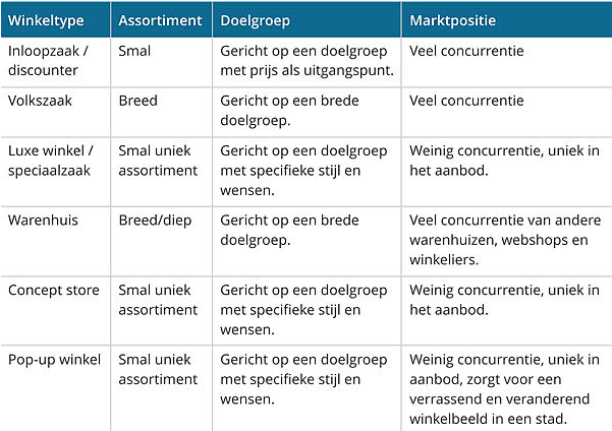 Winkeltype Assortiment Doelgroep Marktpositie
Inloopzaak / Smal Gericht op een doelgroep Veel concurrentie
discounter met prijs als uitgangspunt.
Volkszaak Breed Gericht op een brede Veel concurrentie
doelgroep.
Luxe winkel / Smal uniek Gericht op een doelgroep Weinig concurrentie, uniek in
speciaalzaak assortiment met specifieke stijl en het aanbod.
wensen.
Warenhuis Breed/diep Gericht op een brede Veel concurrentie van andere
doelgroep. warenhuizen, webshops en
winkeliers.
Concept store Smal uniek Gericht op een doelgroep Weinig concurrentie, uniek in
assortiment met specifieke stijl en het aanbod.
wensen.
Pop-up winkel Smal uniek Gericht op een doelgroep Weinig concurrentie, uniek in
assortiment met specifieke stijl en aanbod, zorgt voor een
wensen. verrassend en veranderend
winkelbeeld in een stad.